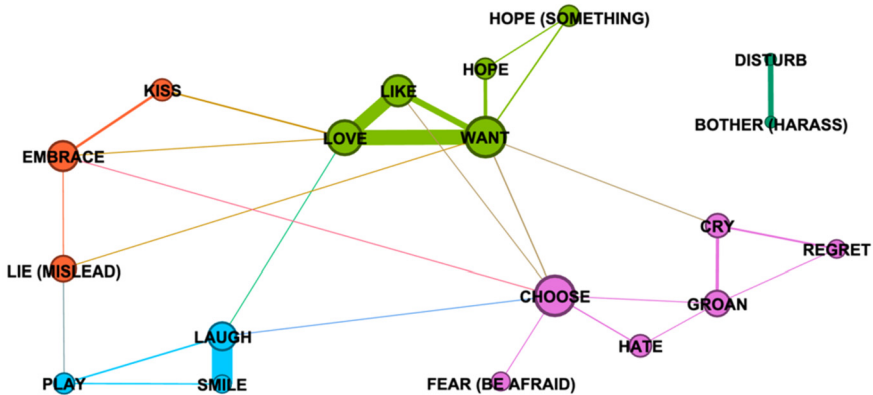 HOPE (SOMETHING)
DISTURB
HOPE
KISS
LIKE
BOTHER (HARASS)
LOVE
WANT
EMBRACE
CRY
REGRET
LIE (MISLEAD)
CHOOSE
GROAN
LAUGH
HATE
PLAY
SMILE
FEAR (BE AFRAID)